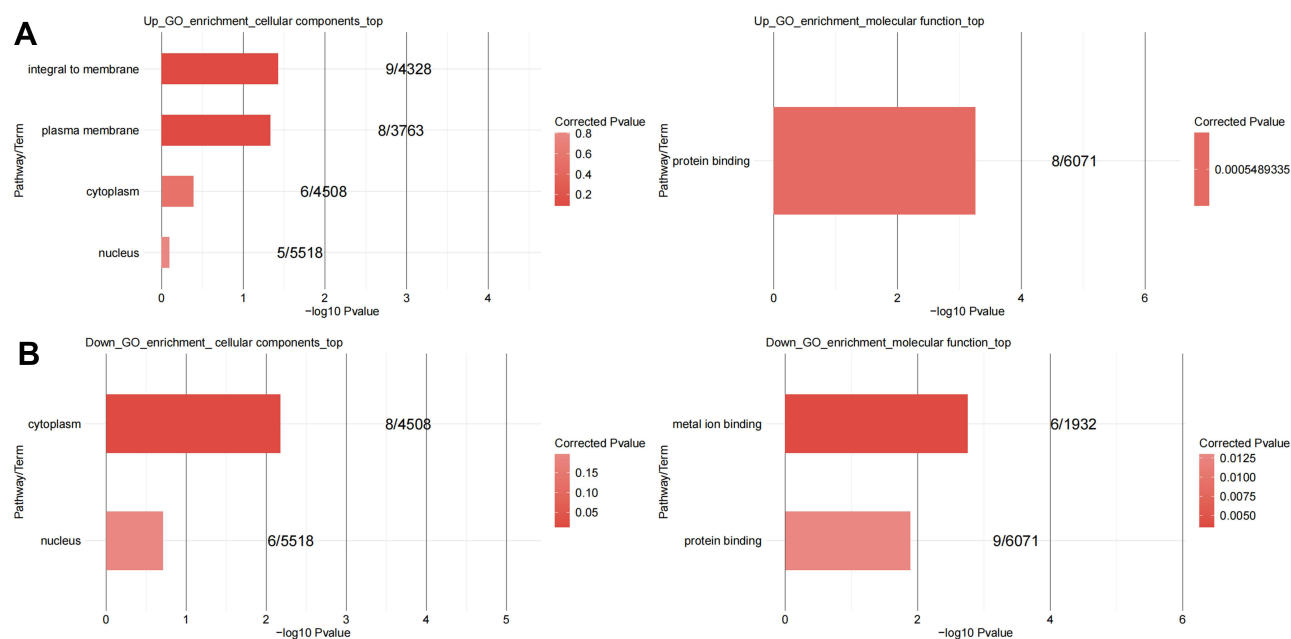 A
Up_GO_enrichment_cellular components_top
Pathway/Term
integral to membrane
9/4328
plasma membrane
8/3763
cytoplasm
6/4508
nucleus
5/5518
0 1 2 3 4
−log10 Pvalue
Corrected Pvalue
0.8
0.6
0.4
0.2
Up_GO_enrichment_molecular function_top
Pathway/Term
protein binding
8/6071
0 2 4 6
−log10 Pvalue
Corrected Pvalue
0.0005489335
B
Down_GO_enrichment_ cellular components_top
Pathway/Term
cytoplasm
8/4508
nucleus
6/5518
0 1 2 3 4 5
−log10 Pvalue
Corrected Pvalue
0.15
0.10
0.05
Down_GO_enrichment_molecular function_top
Pathway/Term
metal ion binding
6/1932
protein binding
9/6071
0 2 4 6
−log10 Pvalue
Corrected Pvalue
0.0125
0.0100
0.0075
0.0050